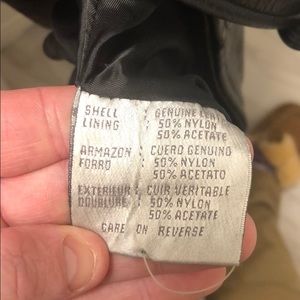 SHELL : GENUINE LEATHER
LINING : 50% NYLON
50% ACETATE
ARMAZON : CUERO GENUINO
FORRO : 50% NYLON
50% ACETATO
EXTERIEUR : CUIR VERITABLE
DOUBLURE : 50% NYLON
50% ACETATE
CARE ON REVERSE